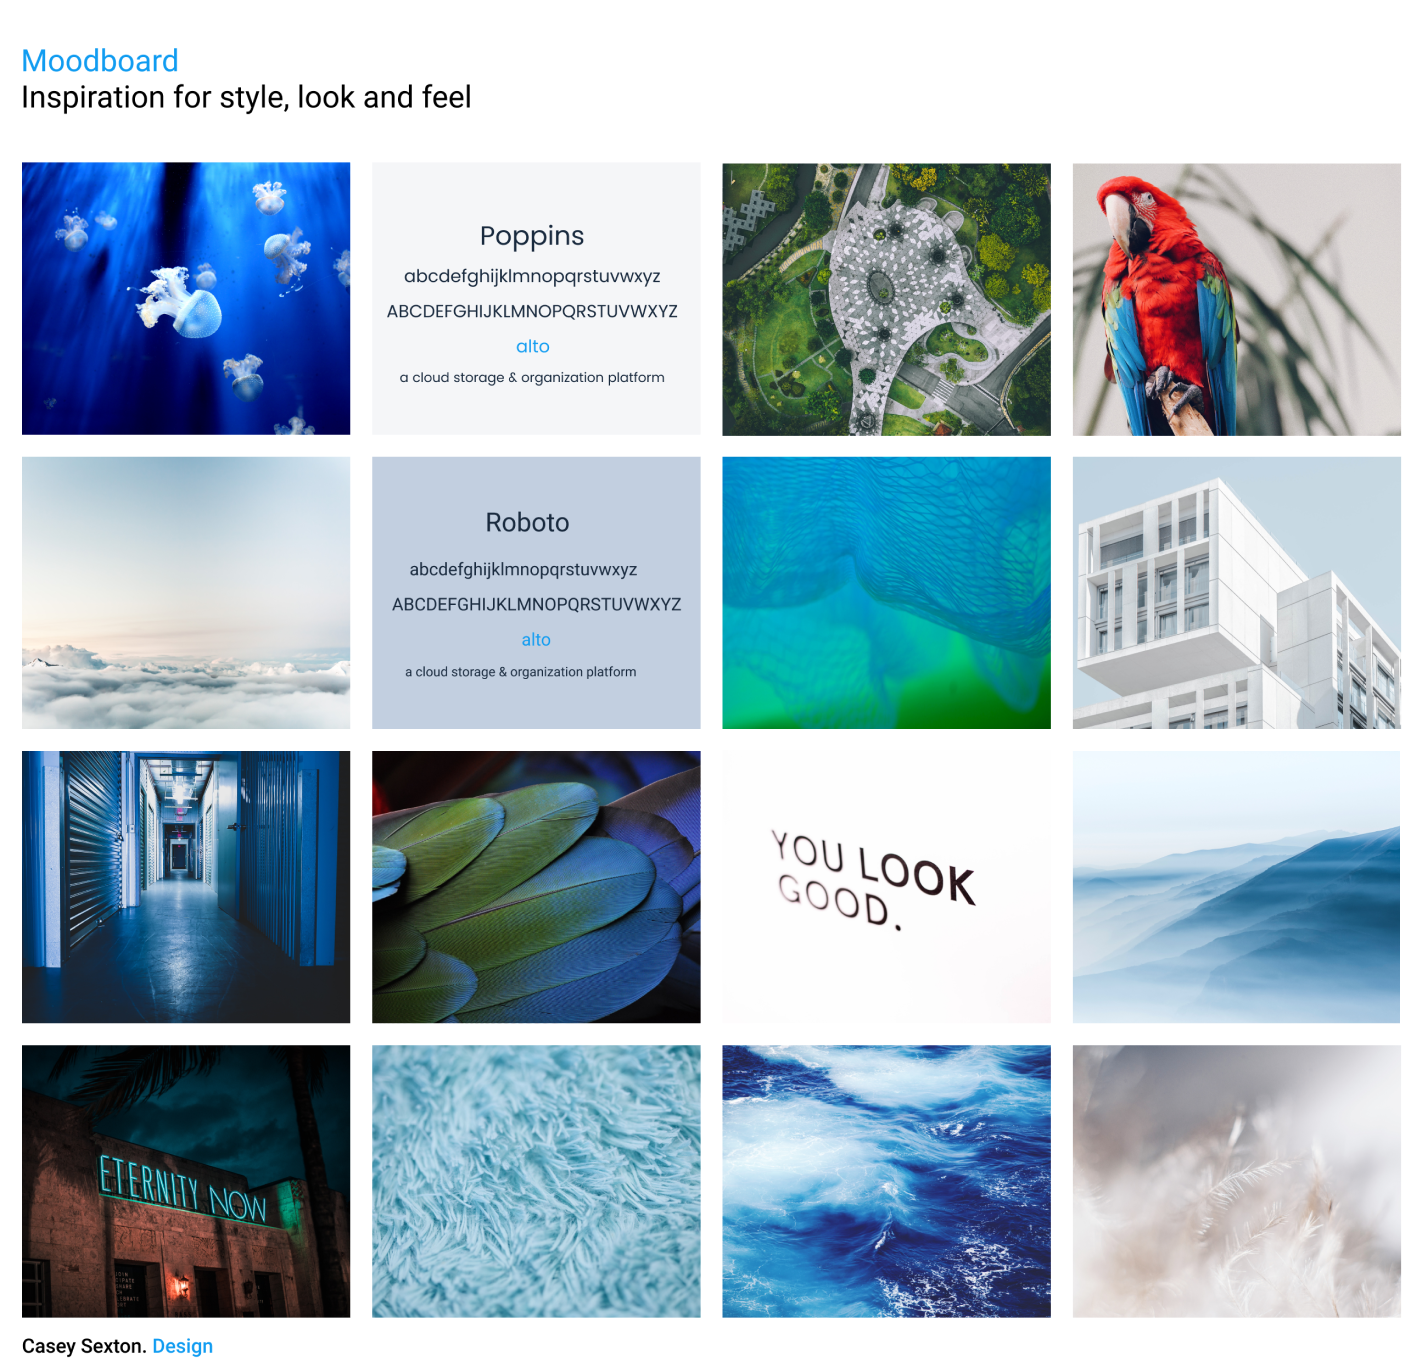 Moodboard
Inspiration for style, look and feel
Poppins
abcdefghijklmnopqrstuvwxyz
ABCDEFGHIJKLMNOPQRSTUVWXYZ
alto
a cloud storage & organization platform
Roboto
abcdefghijklmnopqrstuvwxyz
ABCDEFGHIJKLMNOPQRSTUVWXYZ
alto
a cloud storage & organization platform
YOU LOOK
GOOD.
ETERNITY NOW
Casey Sexton. Design